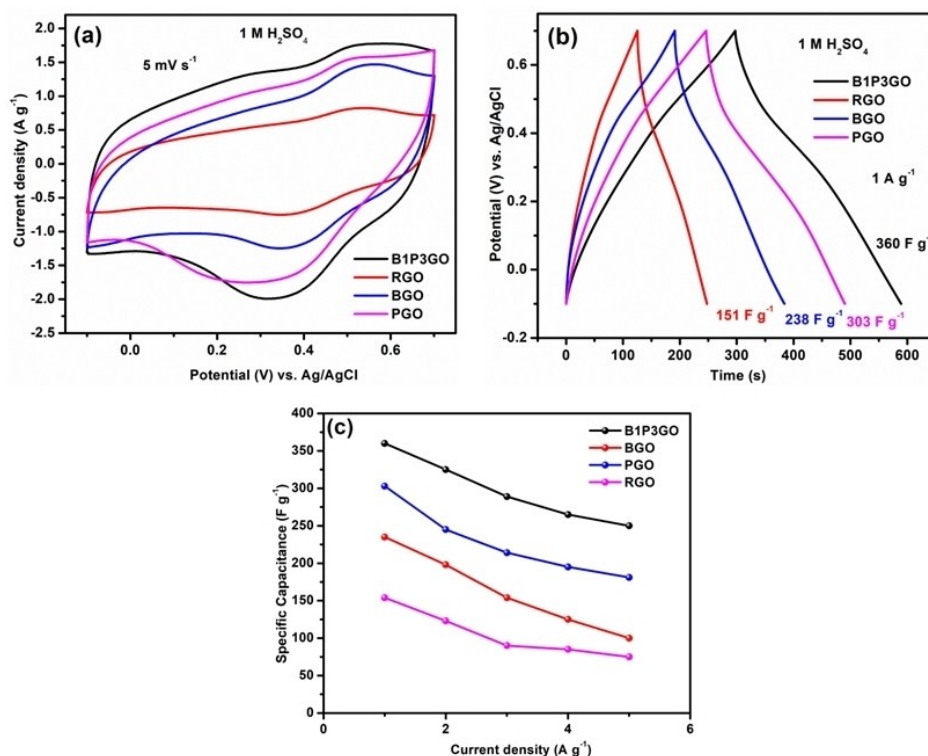 (a)
1 M H₂SO₄
5 mV s⁻¹
Current density (A g⁻¹)
2.5
2.0
1.5
1.0
0.5
0.0
-0.5
-1.0
-1.5
-2.0
-2.5
B1P3GO
RGO
BGO
PGO
0.0 0.2 0.4 0.6
Potential (V) vs. Ag/AgCl
(b)
1 M H₂SO₄
B1P3GO
RGO
BGO
PGO
Potential (V) vs. Ag/AgCl
0.6
0.4
0.2
0.0
-0.2
1 A g⁻¹
360 F g⁻¹
151 F g⁻¹ 238 F g⁻¹ 303 F g⁻¹
0 100 200 300 400 500 600
Time (s)
(c)
B1P3GO
BGO
PGO
RGO
Specific Capacitance (F g⁻¹)
400
350
300
250
200
150
100
50
0
0 2 4 6
Current density (A g⁻¹)